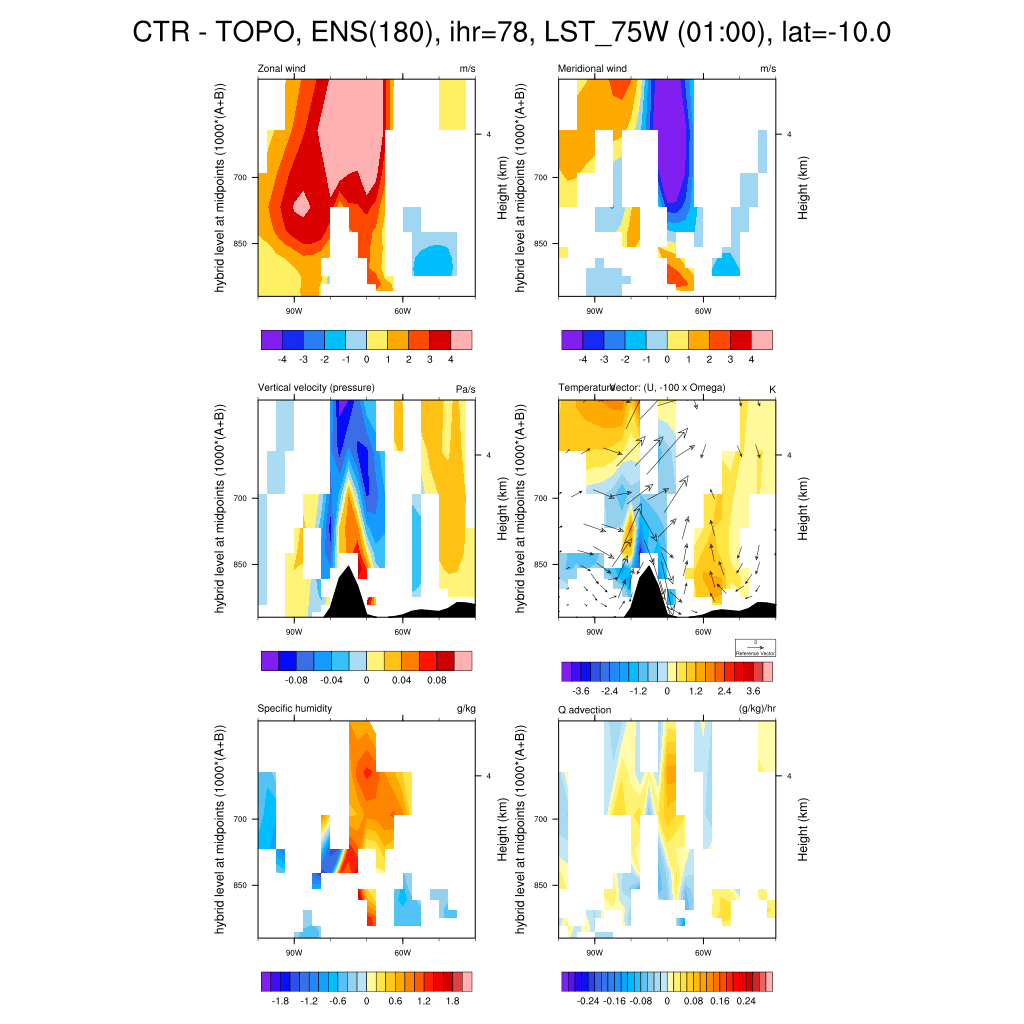 CTR - TOPO, ENS(180), ihr=78, LST_75W (01:00), lat=-10.0
Zonal wind m/s
hybrid level at midpoints (1000*(A+B))
700
850
4
Height (km)
90W 60W
-4 -3 -2 -1 0 1 2 3 4
Meridional wind m/s
hybrid level at midpoints (1000*(A+B))
700
850
4
Height (km)
90W 60W
-4 -3 -2 -1 0 1 2 3 4
Vertical velocity (pressure) Pa/s
hybrid level at midpoints (1000*(A+B))
700
850
4
Height (km)
90W 60W
-0.08 -0.04 0 0.04 0.08
Temperature Vector: (U, -100 x Omega) K
hybrid level at midpoints (1000*(A+B))
700
850
4
Height (km)
90W 60W
3
Reference Vector
-3.6 -2.4 -1.2 0 1.2 2.4 3.6
Specific humidity g/kg
hybrid level at midpoints (1000*(A+B))
700
850
4
Height (km)
90W 60W
-1.8 -1.2 -0.6 0 0.6 1.2 1.8
Q advection (g/kg)/hr
hybrid level at midpoints (1000*(A+B))
700
850
4
Height (km)
90W 60W
-0.24 -0.16 -0.08 0 0.08 0.16 0.24